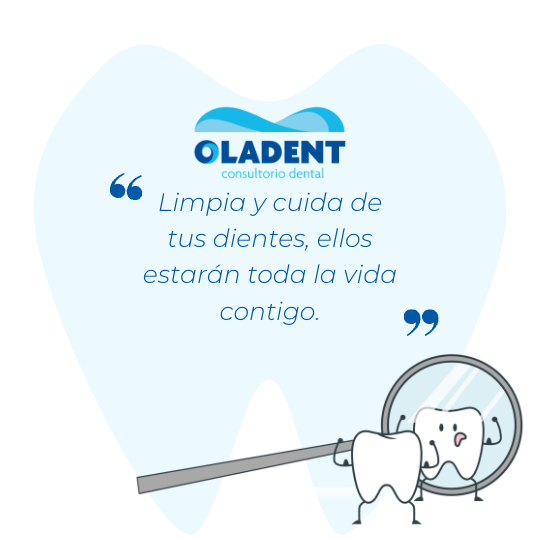 OLADENT
consultorio dental
“ Limpia y cuida de
tus dientes, ellos
estarán toda la vida
contigo. ”